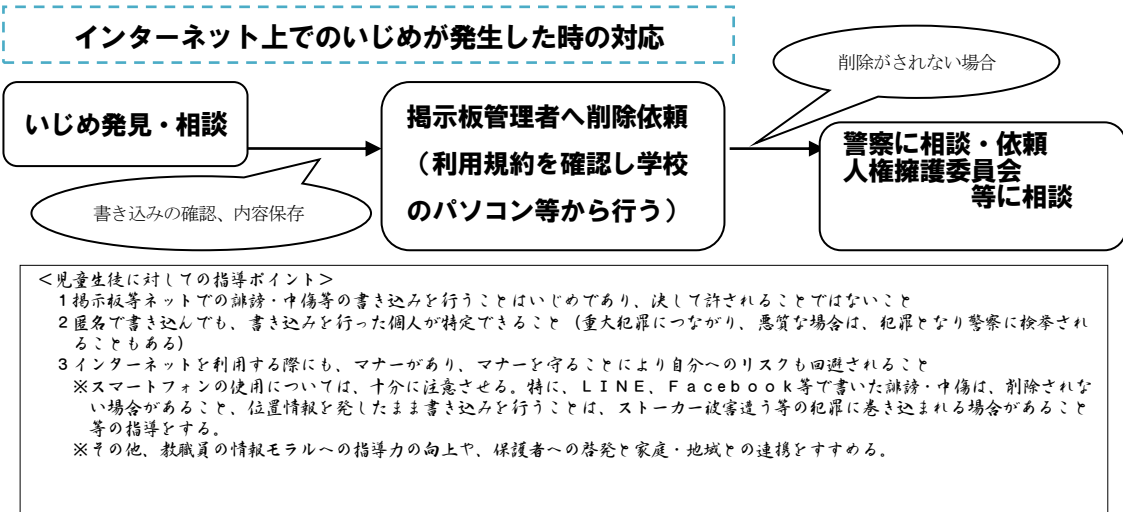 インターネット上でのいじめが発生した時の対応
削除がされない場合
いじめ発見・相談
掲示板管理者へ削除依頼
（利用規約を確認し学校
のパソコン等から行う）
警察に相談・依頼
人権擁護委員会
等に相談
書き込みの確認、内容保存
＜児童生徒に対しての指導ポイント＞
１掲示板等ネットでの誹謗・中傷等の書き込みを行うことはいじめであり、決して許されることではないこと
２匿名で書き込んでも、書き込みを行った個人が特定できること（重大犯罪につながり、悪質な場合は、犯罪となり警察に検挙され
ることもある）
３インターネットを利用する際にも、マナーがあり、マナーを守ることにより自分へのリスクも回避されること
※スマートフォンの使用については、十分に注意させる。特に、ＬＩＮＥ、Ｆａｃｅｂｏｏｋ等で書いた誹謗・中傷は、削除されな
い場合があること、位置情報を発したまま書き込みを行うことは、ストーカー被害遭う等の犯罪に巻き込まれる場合があること
等の指導をする。
※その他、教職員の情報モラルへの指導力の向上や、保護者への啓発と家庭・地域との連携をすすめる。